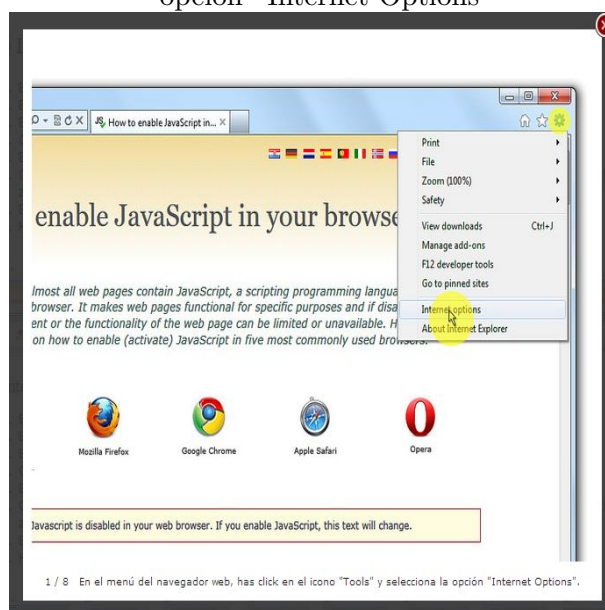 opción "Internet Options"
How to enable JavaScript in... X
Print
File
Zoom (100%)
Safety
View downloads Ctrl+J
Manage add-ons
F12 developer tools
Go to pinned sites
Internet options
About Internet Explorer
enable JavaScript in your browse
lmost all web pages contain JavaScript, a scripting programming langua
browser. It makes web pages functional for specific purposes and if disa
ent or the functionality of the web page can be limited or unavailable. H
on how to enable (activate) JavaScript in five most commonly used browsers.
Mozilla Firefox
Google Chrome
Apple Safari
Opera
Javascript is disabled in your web browser. If you enable JavaScript, this text will change.
1 / 8 En el menú del navegador web, has click en el icono "Tools" y selecciona la opción "Internet Options".